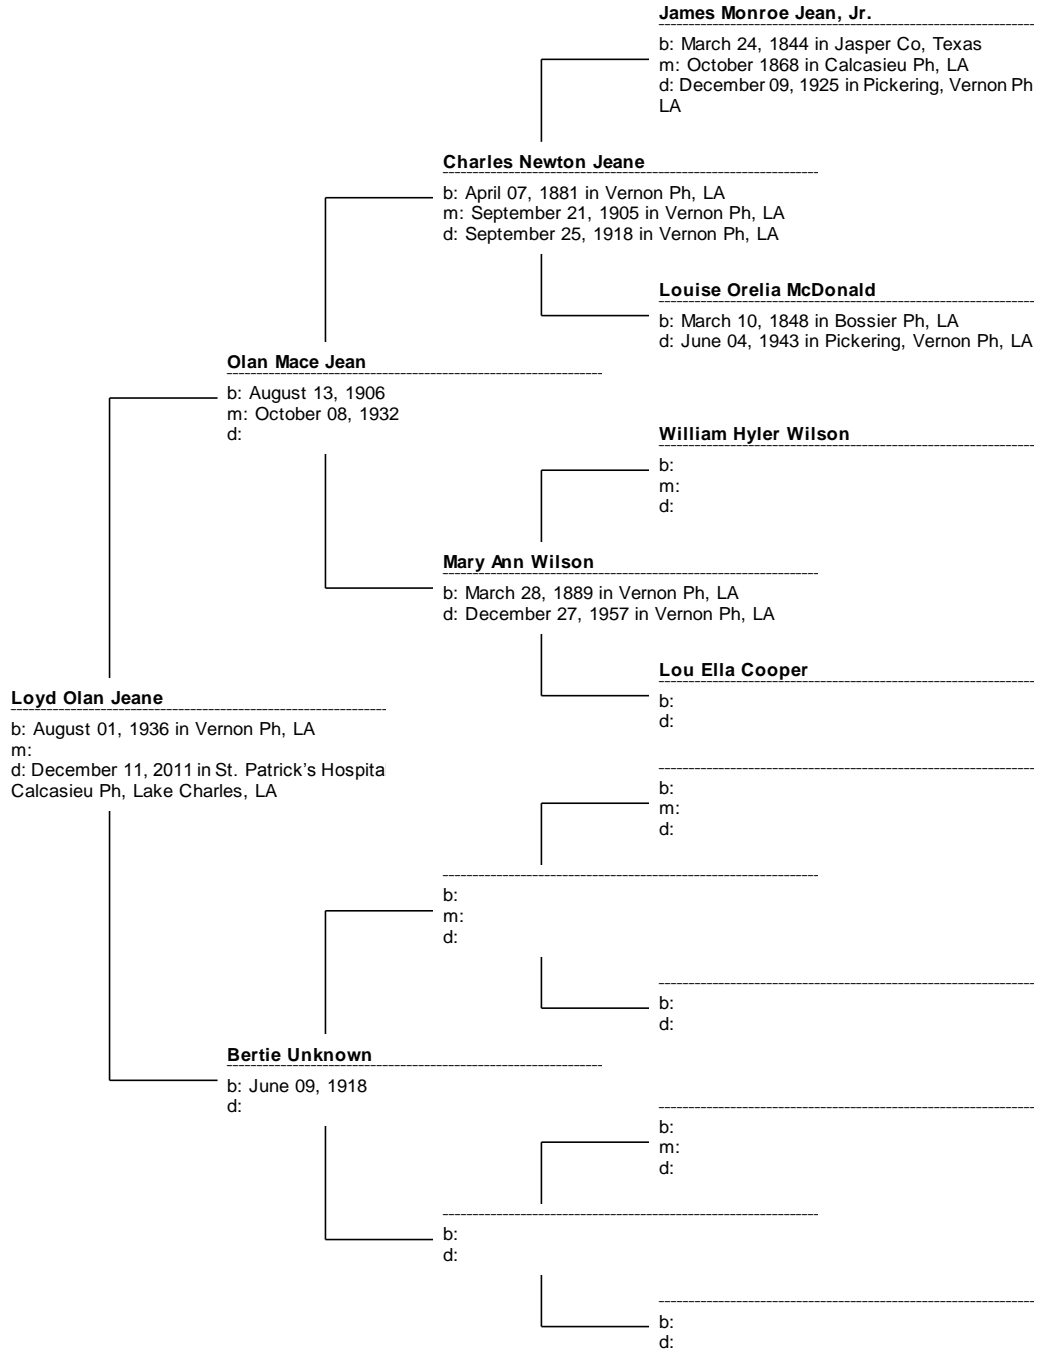 James Monroe Jean, Jr.
b: March 24, 1844 in Jasper Co, Texas
m: October 1868 in Calcasieu Ph, LA
d: December 09, 1925 in Pickering, Vernon Ph
LA
Charles Newton Jeane
b: April 07, 1881 in Vernon Ph, LA
m: September 21, 1905 in Vernon Ph, LA
d: September 25, 1918 in Vernon Ph, LA
Louise Orelia McDonald
b: March 10, 1848 in Bossier Ph, LA
d: June 04, 1943 in Pickering, Vernon Ph, LA
Olan Mace Jean
b: August 13, 1906
m: October 08, 1932
d:
William Hyler Wilson
b:
m:
d:
Mary Ann Wilson
b: March 28, 1889 in Vernon Ph, LA
d: December 27, 1957 in Vernon Ph, LA
Lou Ella Cooper
b:
d:
Loyd Olan Jeane
b: August 01, 1936 in Vernon Ph, LA
m:
d: December 11, 2011 in St. Patrick's Hospita
Calcasieu Ph, Lake Charles, LA
b:
m:
d:
b:
m:
d:
b:
d:
Bertie Unknown
b: June 09, 1918
d:
b:
m:
d:
b:
d:
b:
d: